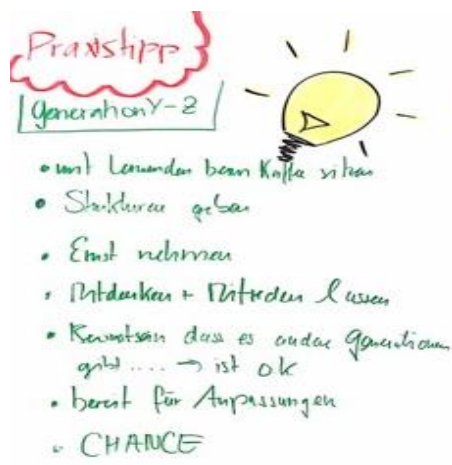 Praxistipp
Generation Y-Z
• mit Lernenden beim Kaffe sitzen
• Strukturen geben
• Ernst nehmen
• Mitdenken + Mitreden lassen
• Bewusstsein dass es andere Generationen
gibt .... → ist ok
• bereit für Anpassungen
• CHANCE